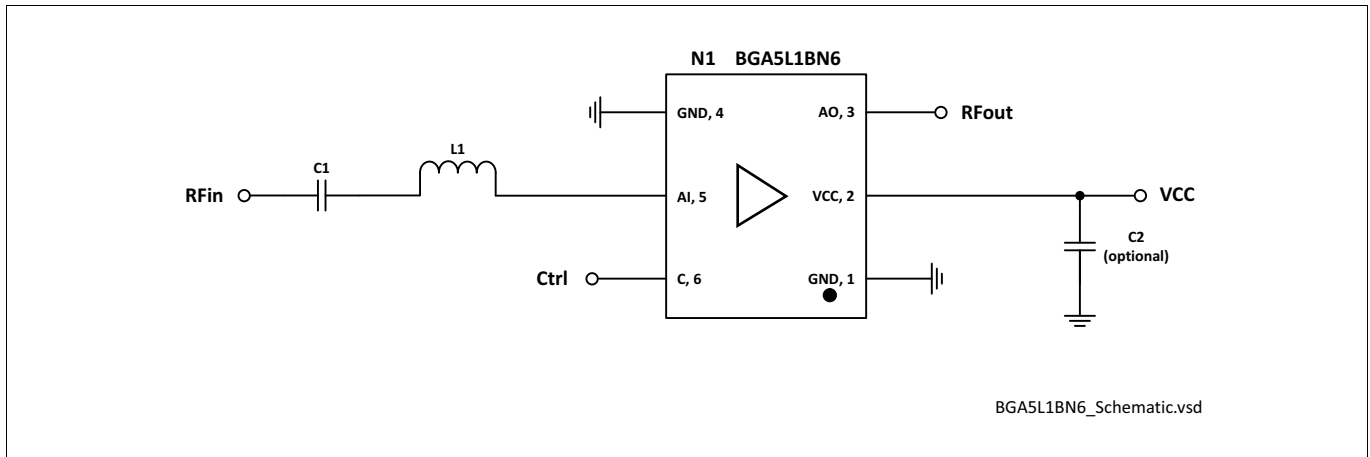 N1 BGA5L1BN6
GND, 4
AO, 3
RFout
C1
L1
RFin
AI, 5
VCC, 2
VCC
C2
(optional)
Ctrl
C, 6
GND, 1
BGA5L1BN6_Schematic.vsd